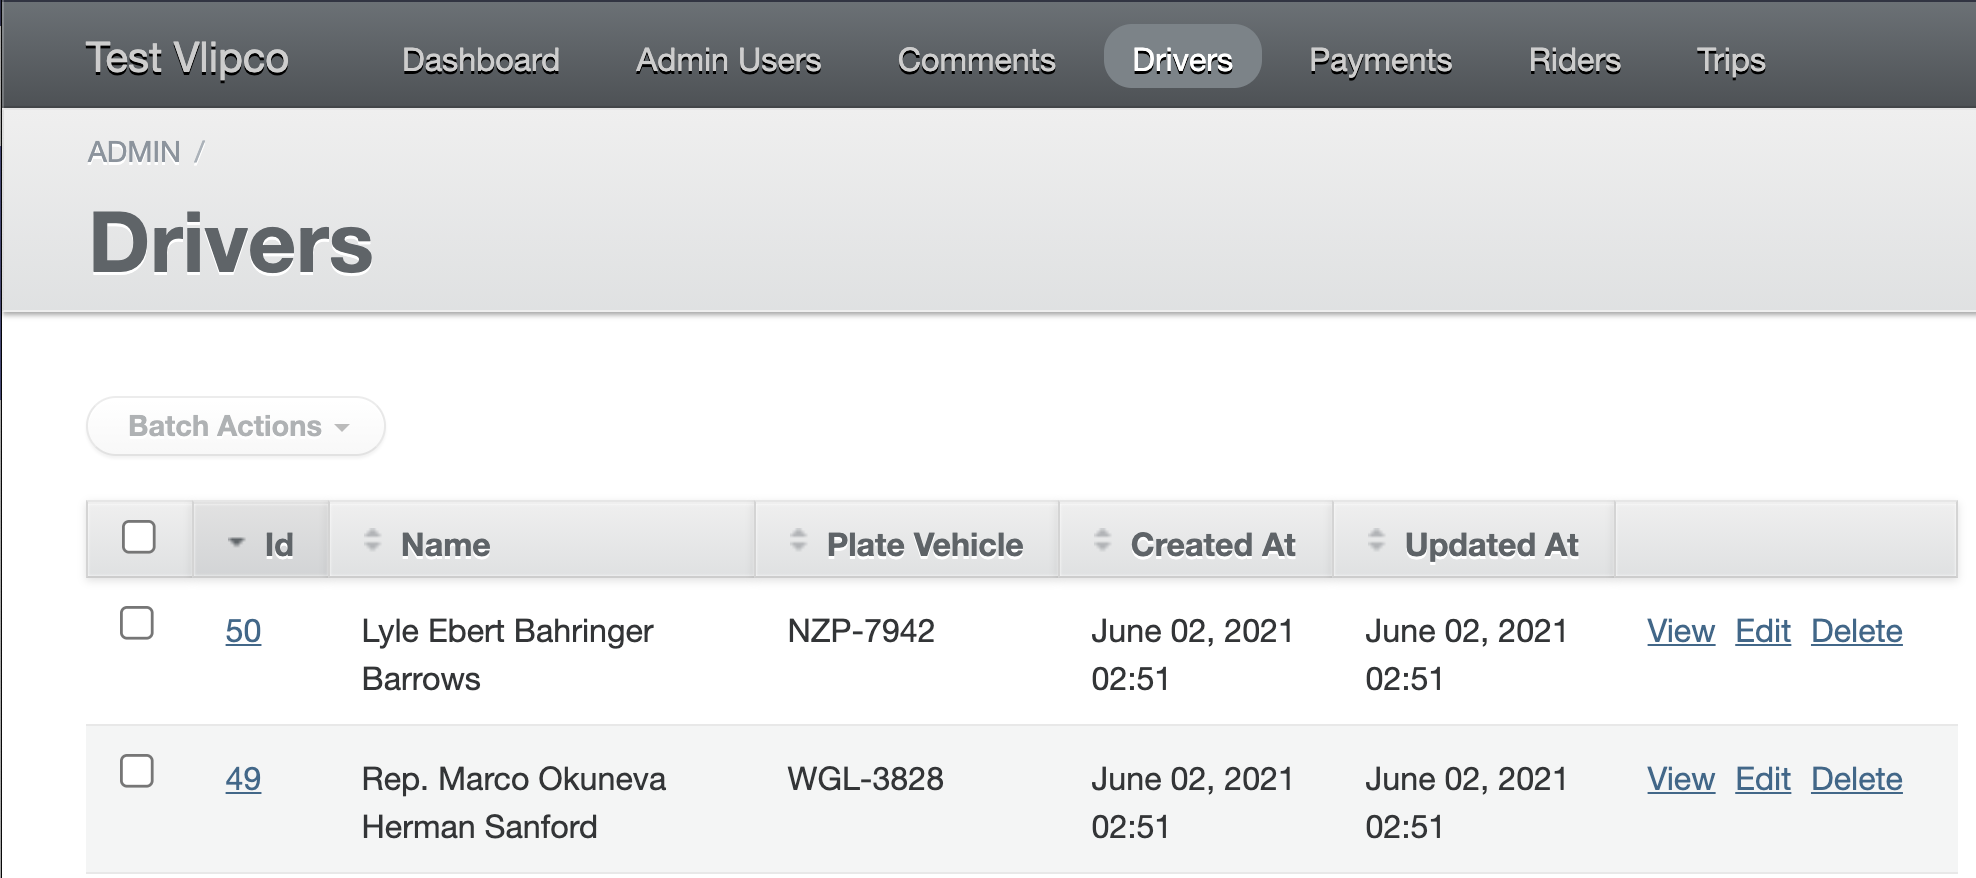 Test Vlipco Dashboard Admin Users Comments Drivers Payments Riders Trips
ADMIN /
Drivers
Batch Actions
Id Name Plate Vehicle Created At Updated At
50 Lyle Ebert Bahringer NZP-7942 June 02, 2021 June 02, 2021 View Edit Delete
Barrows 02:51 02:51
49 Rep. Marco Okuneva WGL-3828 June 02, 2021 June 02, 2021 View Edit Delete
Herman Sanford 02:51 02:51